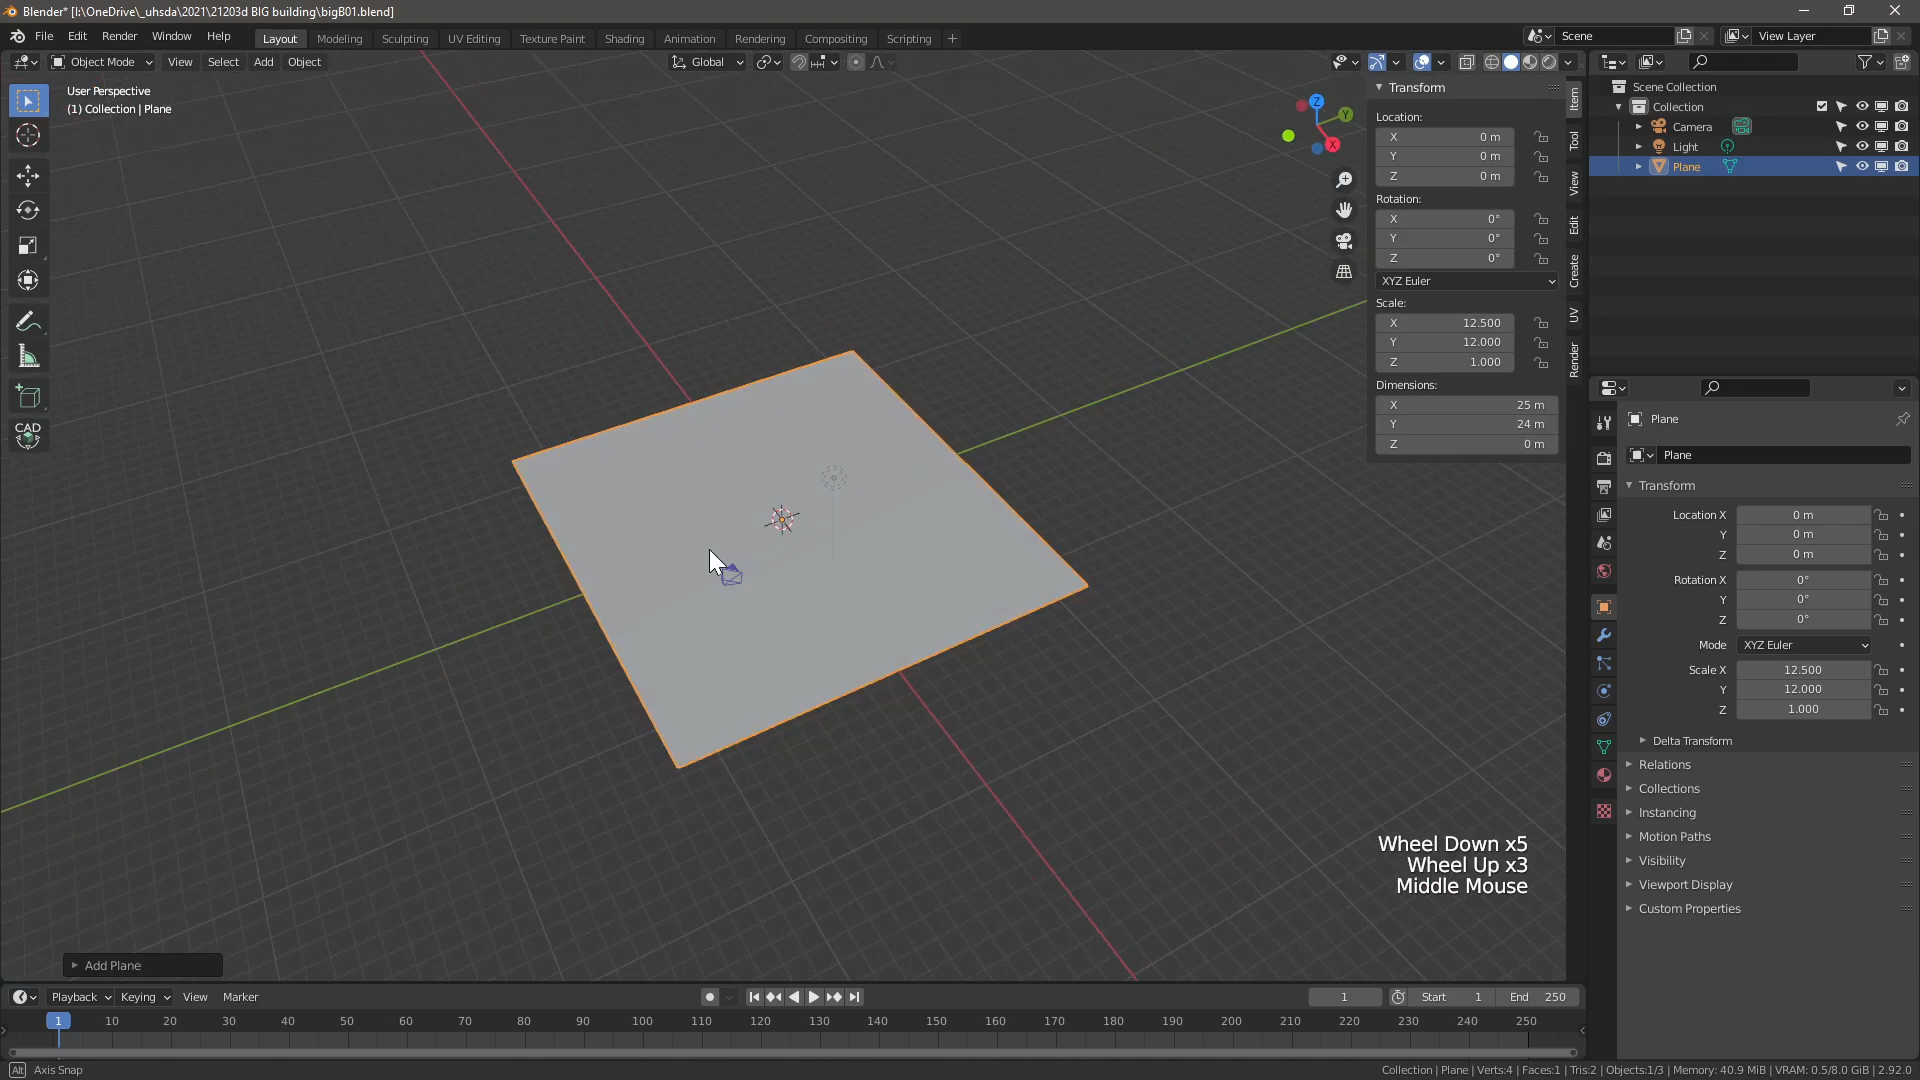 Blender* [I:\OneDrive\_uhsda\2021\21203d BIG building\bigB01.blend]
File Edit Render Window Help Layout Modeling Sculpting UV Editing Texture Paint Shading Animation Rendering Compositing Scripting + Scene View Layer
Object Mode View Select Add Object Global
User Perspective
(1) Collection | Plane
CAD
Z
Y
X
Transform
Location:
X 0 m
Y 0 m
Z 0 m
Rotation:
X 0°
Y 0°
Z 0°
XYZ Euler
Scale:
X 12.500
Y 12.000
Z 1.000
Dimensions:
X 25 m
Y 24 m
Z 0 m
Item
Tool
View
Edit
Create
UV
Render
Scene Collection
Collection
Camera
Light
Plane
Plane
Plane
Transform
Location X 0 m
Y 0 m
Z 0 m
Rotation X 0°
Y 0°
Z 0°
Mode XYZ Euler
Scale X 12.500
Y 12.000
Z 1.000
Delta Transform
Relations
Collections
Instancing
Motion Paths
Visibility
Viewport Display
Custom Properties
Wheel Down x5
Wheel Up x3
Middle Mouse
Add Plane
Playback Keying View Marker 1 Start 1 End 250
1 10 20 30 40 50 60 70 80 90 100 110 120 130 140 150 160 170 180 190 200 210 220 230 240 250
Alt Axis Snap
Collection | Plane | Verts:4 | Faces:1 | Tris:2 | Objects:1/3 | Memory: 40.9 MiB | VRAM: 0.5/8.0 GiB | 2.92.0